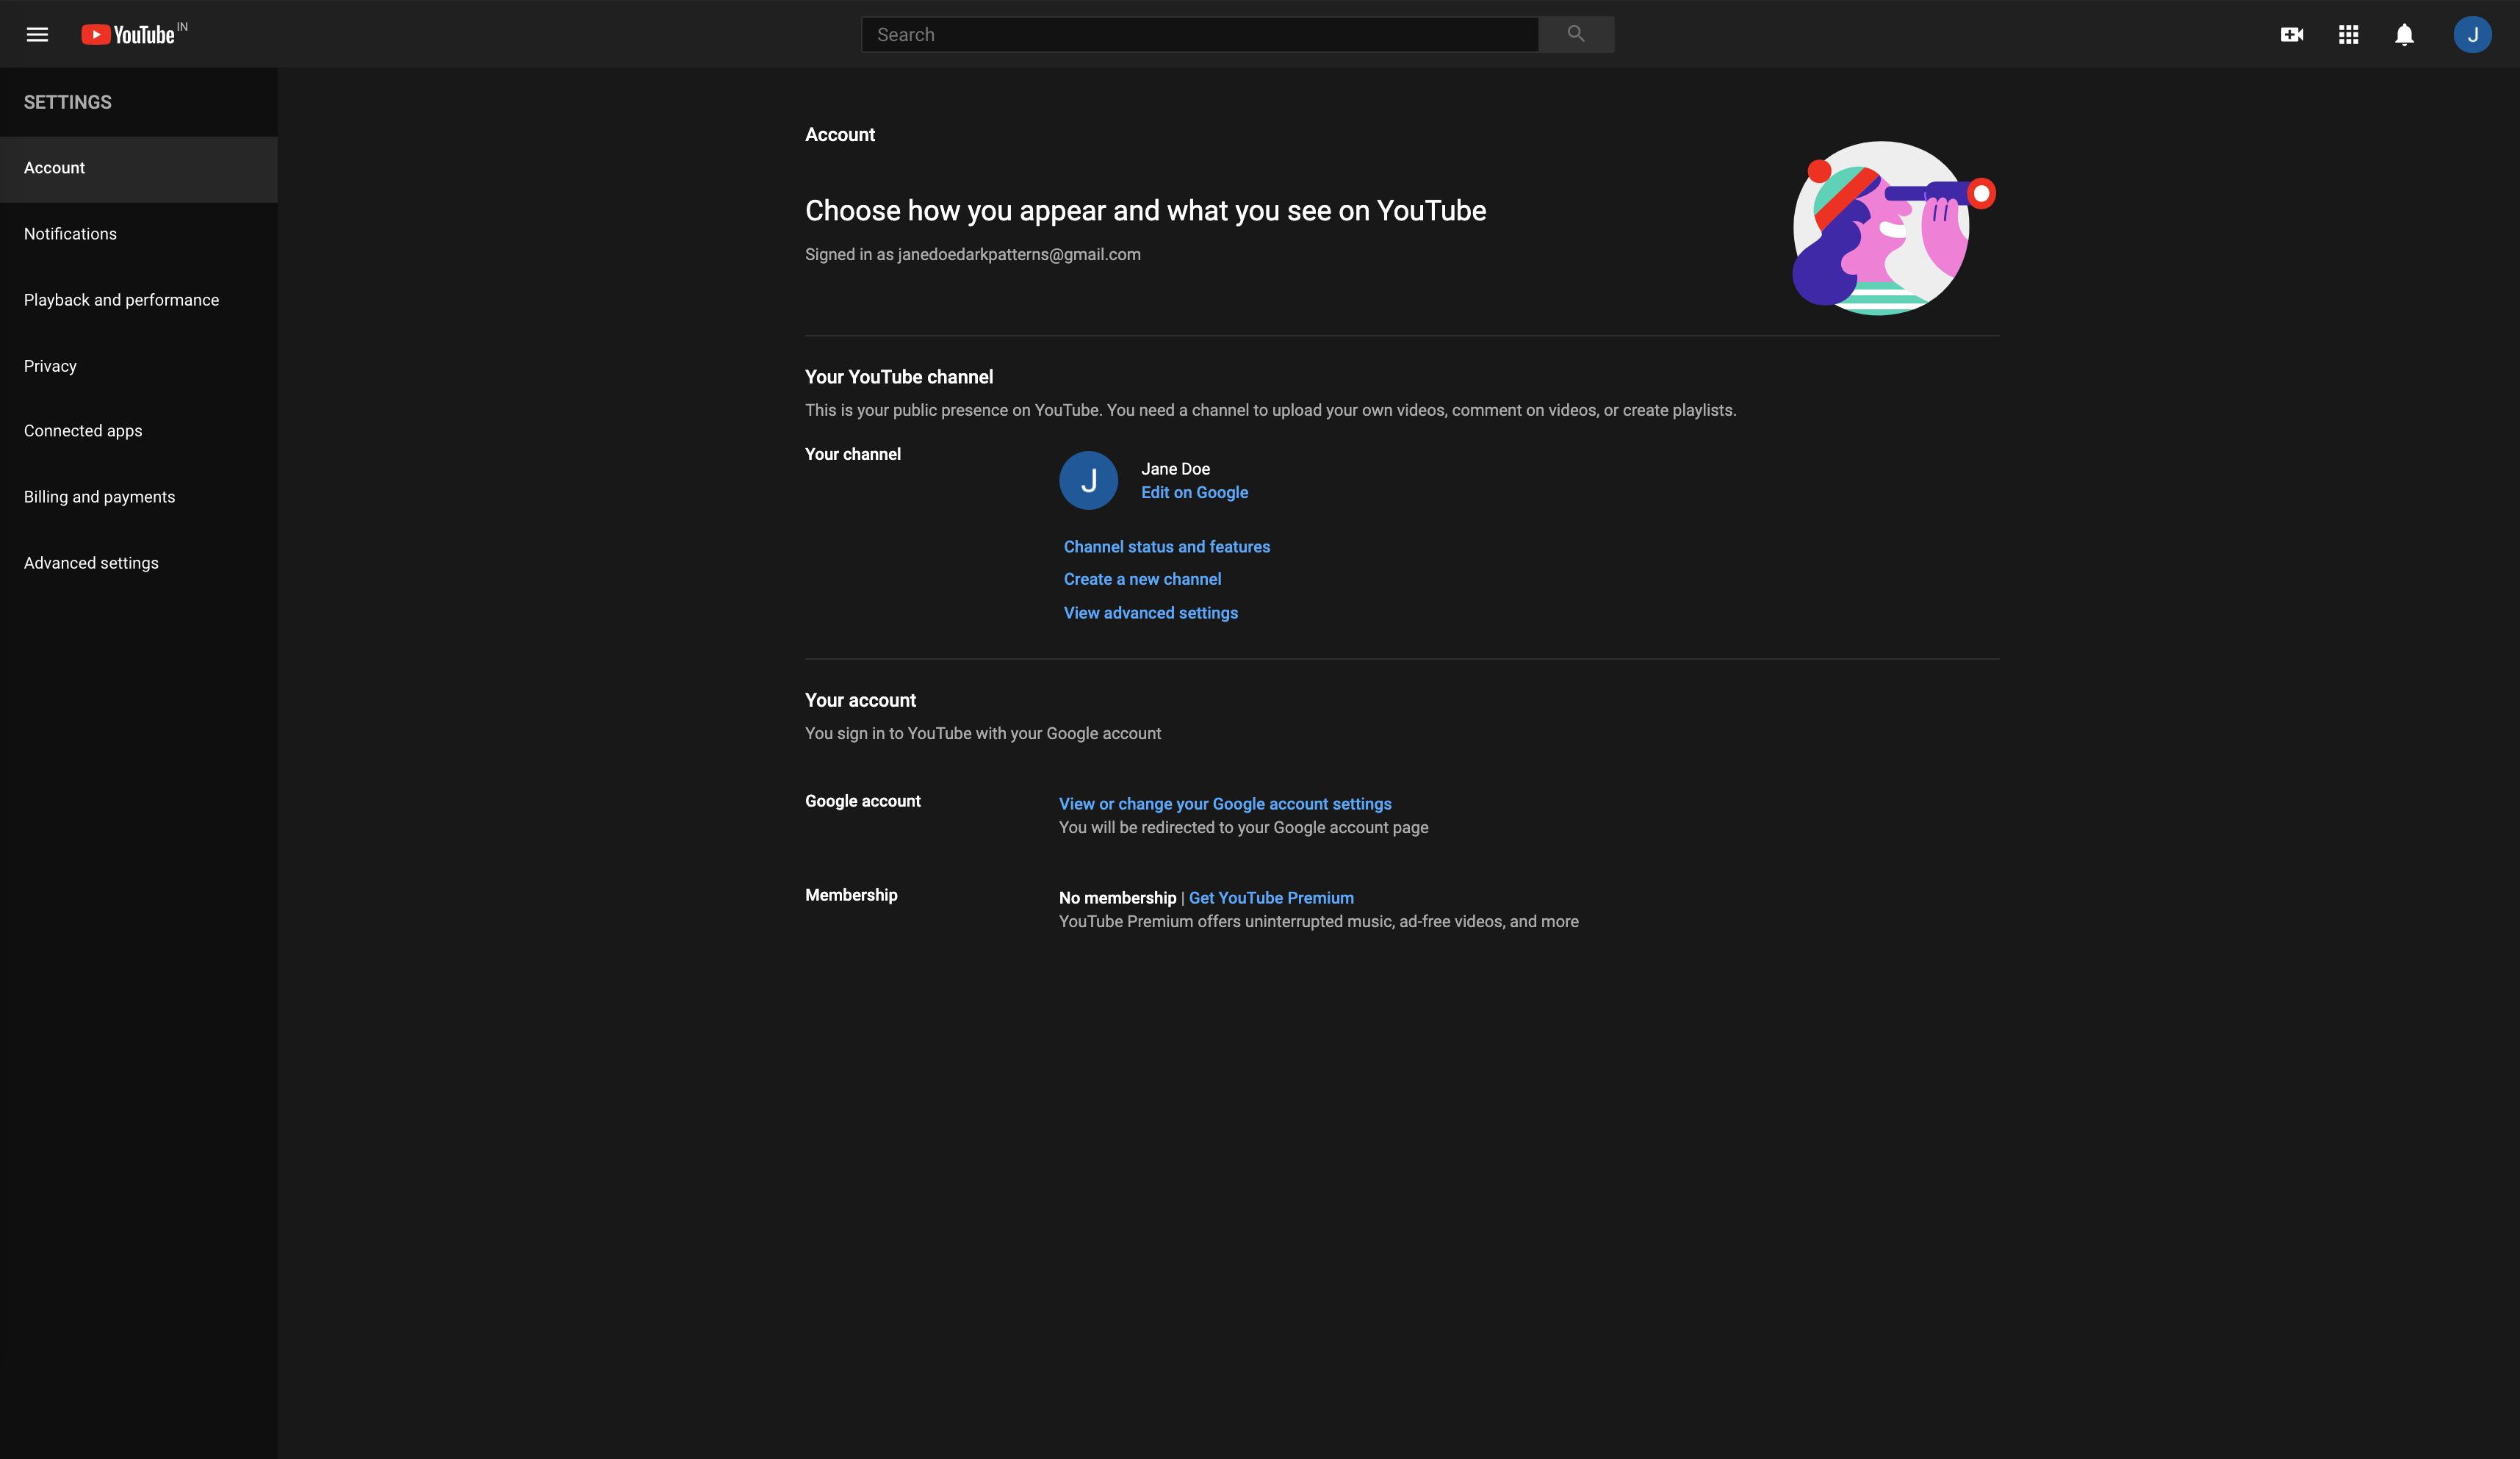 YouTube IN
Search
J
SETTINGS
Account
Notifications
Playback and performance
Privacy
Connected apps
Billing and payments
Advanced settings
Account
Choose how you appear and what you see on YouTube
Signed in as janedoedarkpatterns@gmail.com
Your YouTube channel
This is your public presence on YouTube. You need a channel to upload your own videos, comment on videos, or create playlists.
Your channel
J
Jane Doe
Edit on Google
Channel status and features
Create a new channel
View advanced settings
Your account
You sign in to YouTube with your Google account
Google account
View or change your Google account settings
You will be redirected to your Google account page
Membership
No membership | Get YouTube Premium
YouTube Premium offers uninterrupted music, ad-free videos, and more